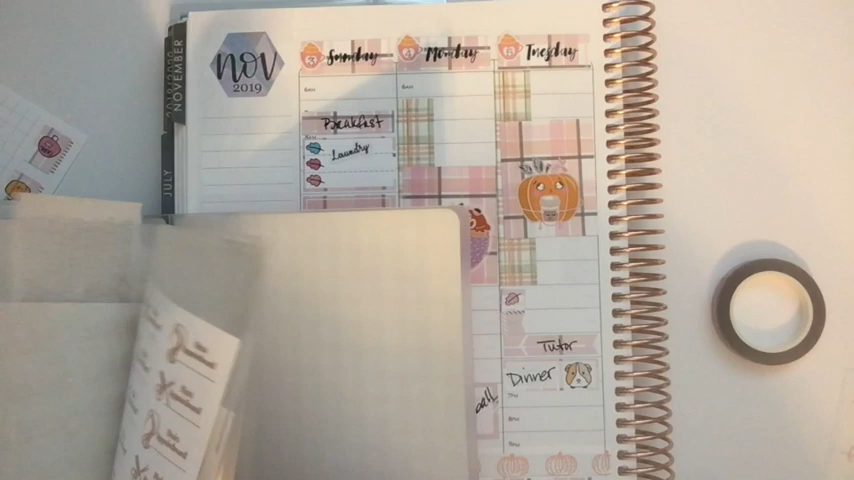 NOV
2019
NOVEMBER
JULY
3 Sunday
4 Monday
5 Tuesday
Breakfast
Laundry
call
Tutor
Dinner